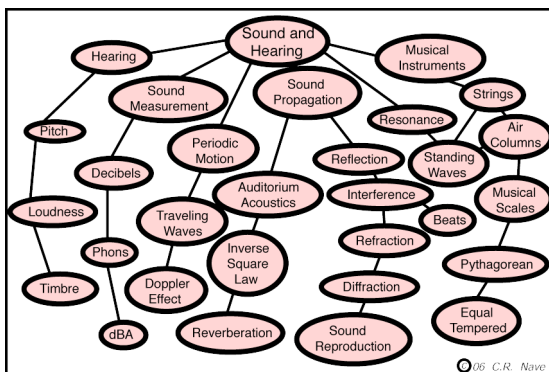 Sound and
Hearing
Hearing
Musical
Instruments
Sound
Measurement
Sound
Propagation
Strings
Resonance
Pitch
Periodic
Motion
Air
Columns
Reflection
Standing
Waves
Decibels
Auditorium
Acoustics
Interference
Musical
Scales
Loudness
Traveling
Waves
Beats
Refraction
Phons
Inverse
Square
Law
Pythagorean
Timbre
Doppler
Effect
Diffraction
Equal
Tempered
dBA
Reverberation
Sound
Reproduction
©06 C.R. Nave